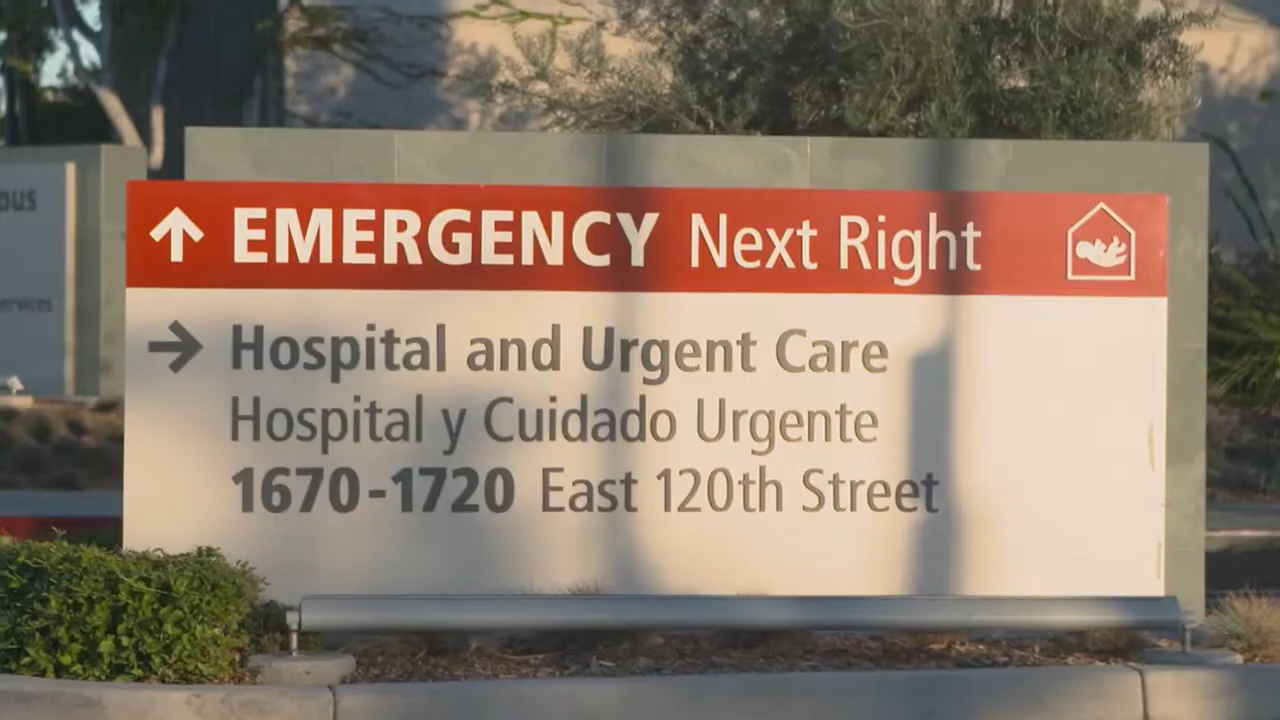 EMERGENCY Next Right
Hospital and Urgent Care
Hospital y Cuidado Urgente
1670-1720 East 120th Street